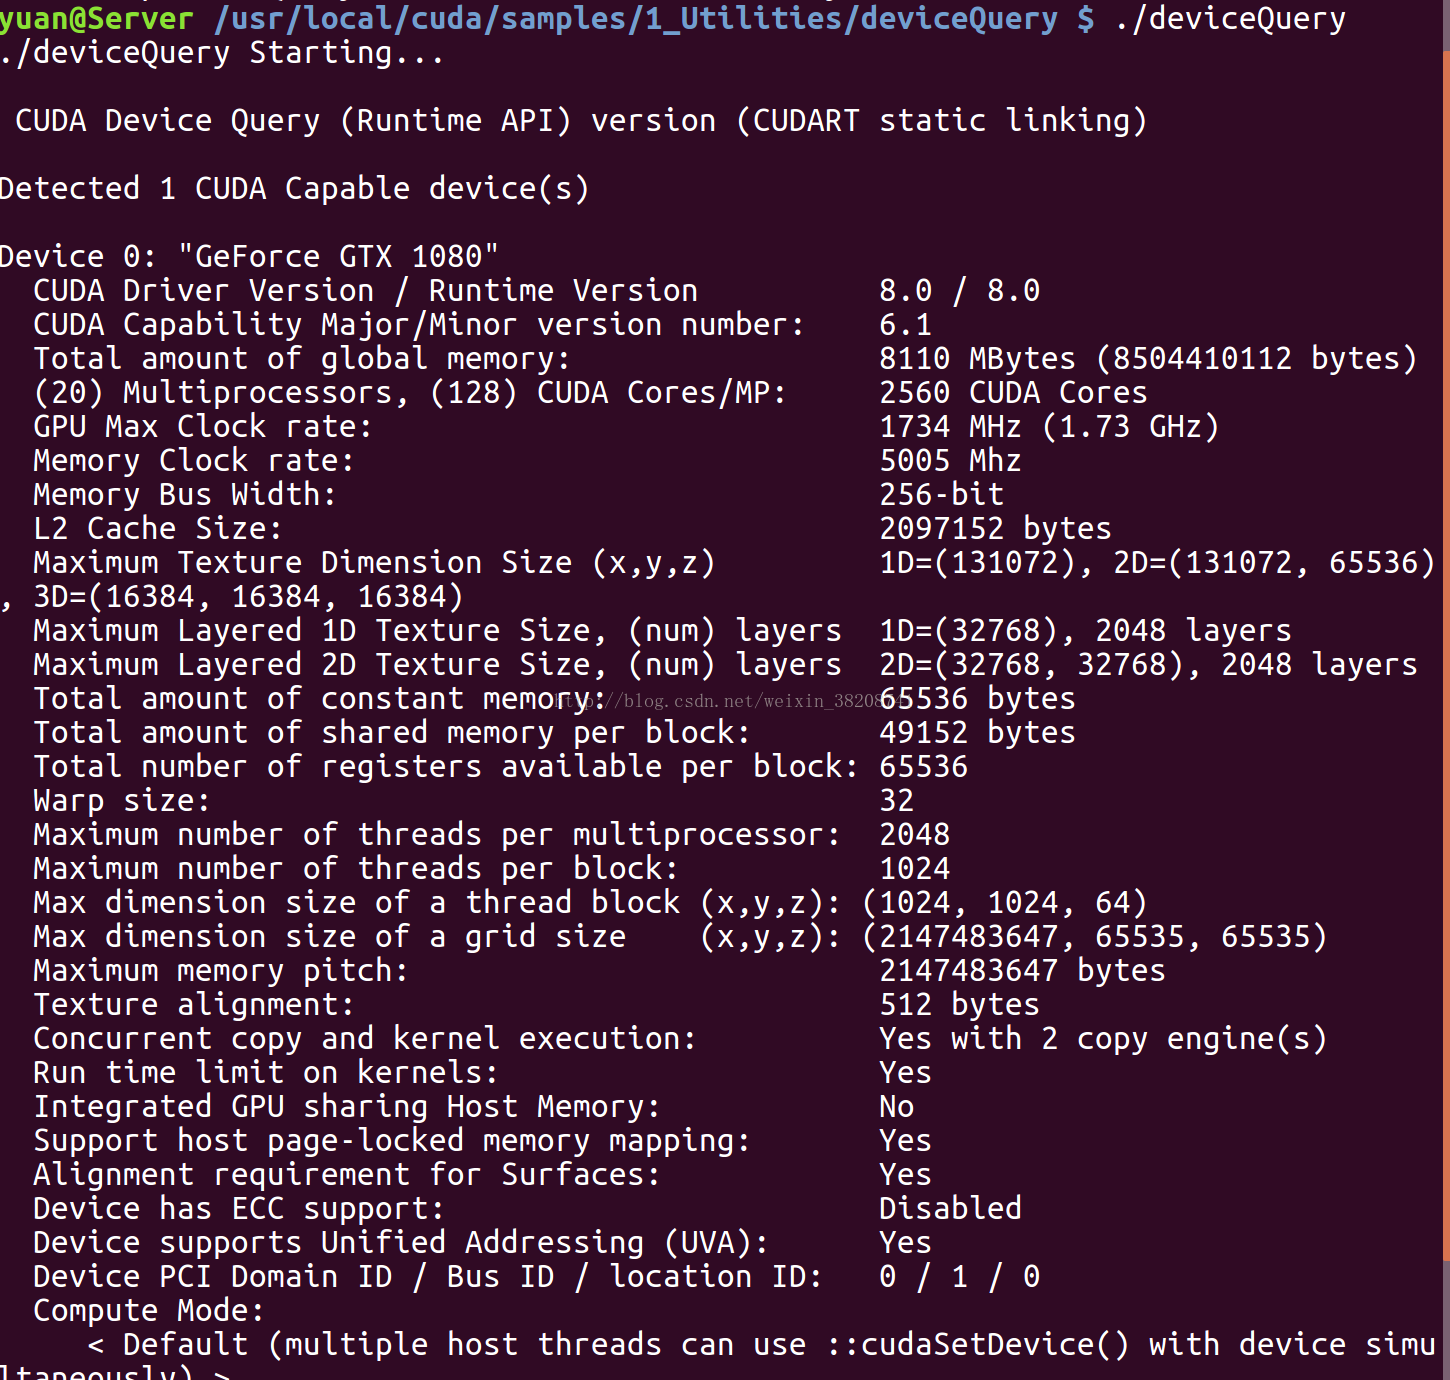 yuan@Server /usr/local/cuda/samples/1_Utilities/deviceQuery $ ./deviceQuery
./deviceQuery Starting...
CUDA Device Query (Runtime API) version (CUDART static linking)
Detected 1 CUDA Capable device(s)
Device 0: "GeForce GTX 1080"
CUDA Driver Version / Runtime Version 8.0 / 8.0
CUDA Capability Major/Minor version number: 6.1
Total amount of global memory: 8110 MBytes (8504410112 bytes)
(20) Multiprocessors, (128) CUDA Cores/MP: 2560 CUDA Cores
GPU Max Clock rate: 1734 MHz (1.73 GHz)
Memory Clock rate: 5005 Mhz
Memory Bus Width: 256-bit
L2 Cache Size: 2097152 bytes
Maximum Texture Dimension Size (x,y,z) 1D=(131072), 2D=(131072, 65536)
, 3D=(16384, 16384, 16384)
Maximum Layered 1D Texture Size, (num) layers 1D=(32768), 2048 layers
Maximum Layered 2D Texture Size, (num) layers 2D=(32768, 32768), 2048 layers
Total amount of constant memory: 65536 bytes
Total amount of shared memory per block: 49152 bytes
Total number of registers available per block: 65536
Warp size: 32
Maximum number of threads per multiprocessor: 2048
Maximum number of threads per block: 1024
Max dimension size of a thread block (x,y,z): (1024, 1024, 64)
Max dimension size of a grid size (x,y,z): (2147483647, 65535, 65535)
Maximum memory pitch: 2147483647 bytes
Texture alignment: 512 bytes
Concurrent copy and kernel execution: Yes with 2 copy engine(s)
Run time limit on kernels: Yes
Integrated GPU sharing Host Memory: No
Support host page-locked memory mapping: Yes
Alignment requirement for Surfaces: Yes
Device has ECC support: Disabled
Device supports Unified Addressing (UVA): Yes
Device PCI Domain ID / Bus ID / location ID: 0 / 1 / 0
Compute Mode:
< Default (multiple host threads can use ::cudaSetDevice() with device simu
ltaneously) >